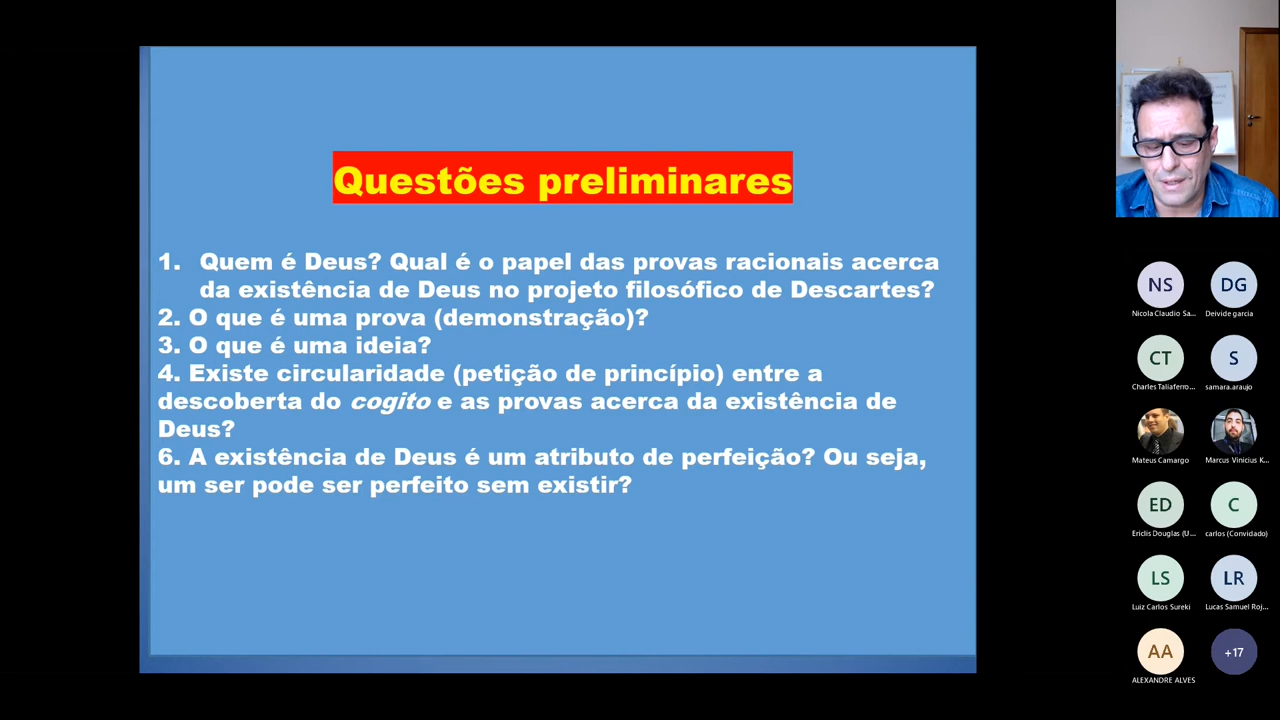 Questões preliminares
1. Quem é Deus? Qual é o papel das provas racionais acerca
da existência de Deus no projeto filosófico de Descartes?
2. O que é uma prova (demonstração)?
3. O que é uma ideia?
4. Existe circularidade (petição de princípio) entre a
descoberta do cogito e as provas acerca da existência de
Deus?
6. A existência de Deus é um atributo de perfeição? Ou seja,
um ser pode ser perfeito sem existir?
NS
DG
Nicola Claudio Sa...
Deivide garcia
CT
S
Charles Taliaferro...
samara.araujo
Mateus Camargo
Marcus Vinicius K...
ED
C
Ericlis Douglas (U...
carlos (Convidado)
LS
LR
Luiz Carlos Sureki
Lucas Samuel Roj...
AA
+17
ALEXANDRE ALVES